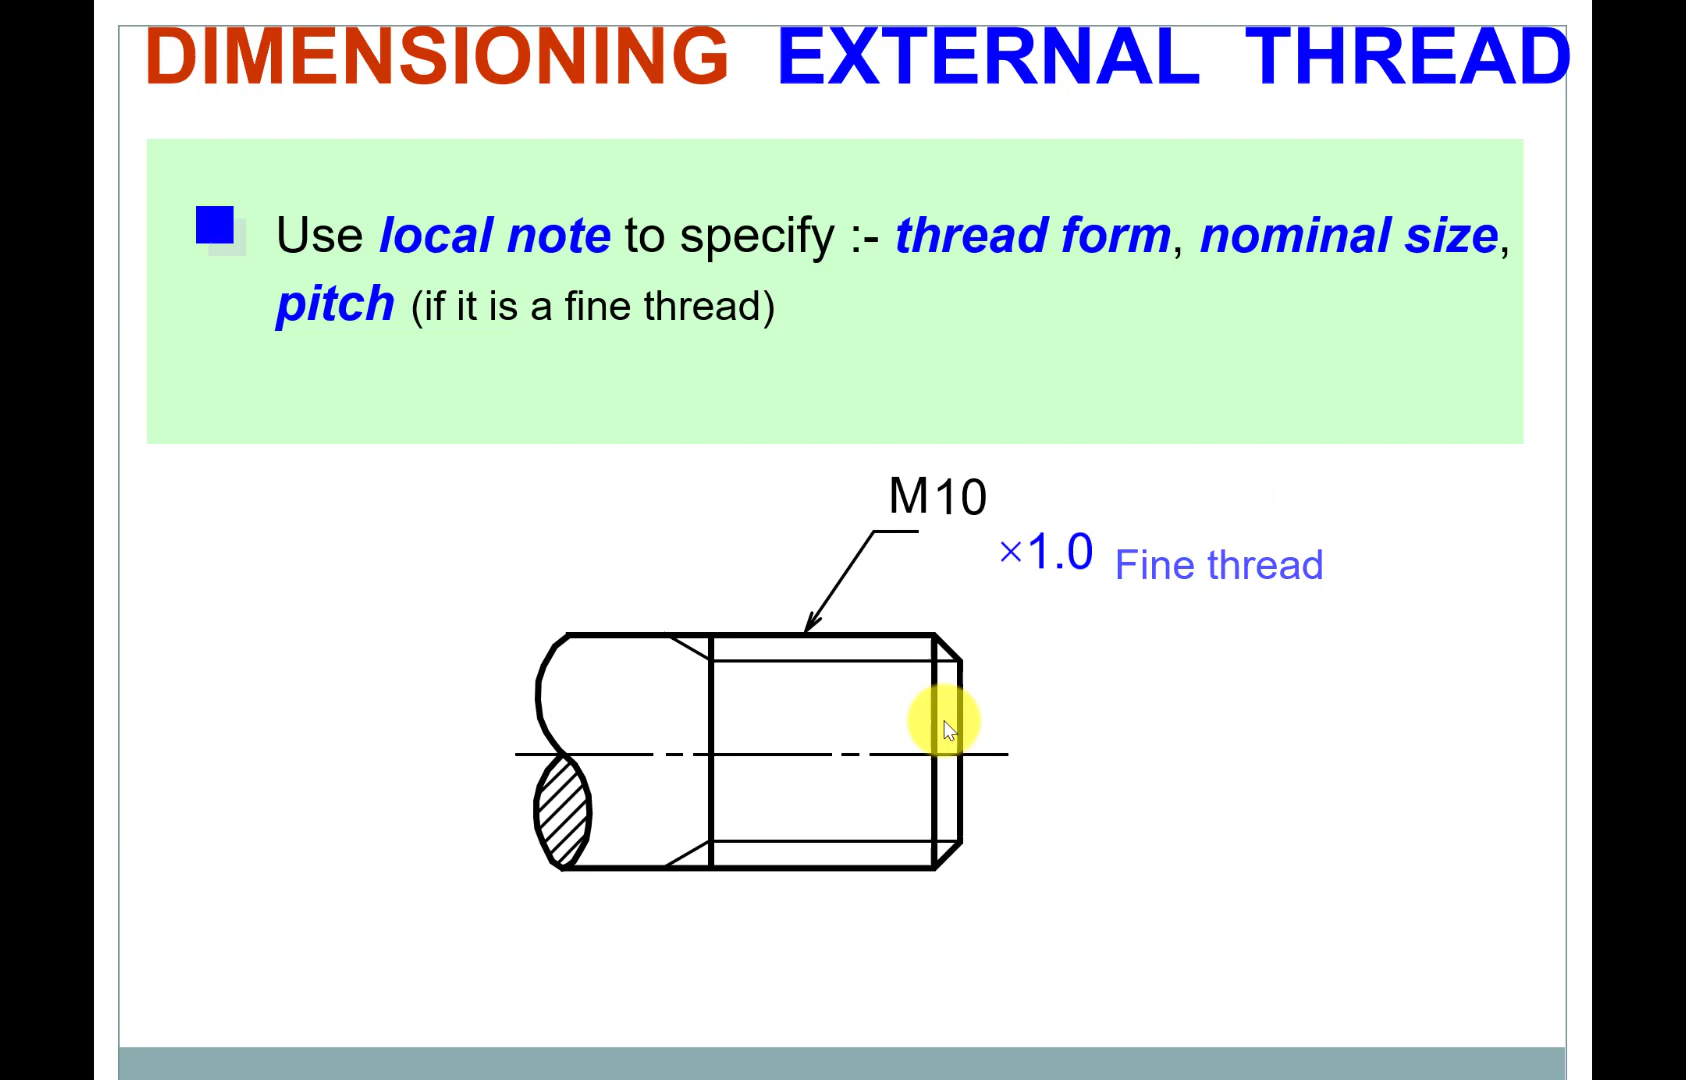 DIMENSIONING EXTERNAL THREAD
Use local note to specify :- thread form, nominal size,
pitch (if it is a fine thread)
M10
×1.0 Fine thread